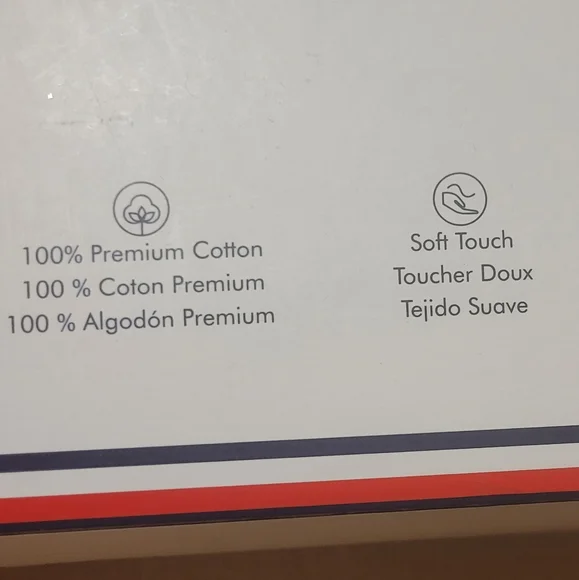 100% Premium Cotton
100 % Coton Premium
100 % Algodón Premium
Soft Touch
Toucher Doux
Tejido Suave